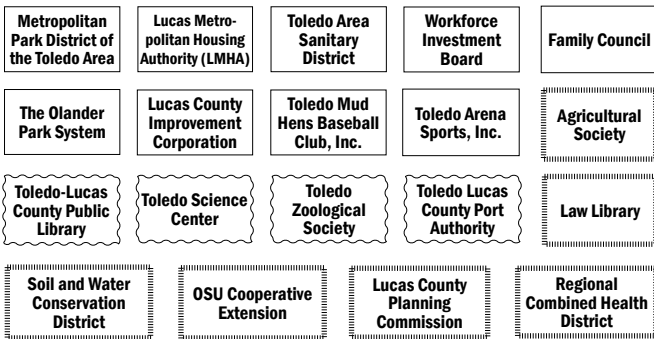 Metropolitan
Park District of
the Toledo Area
Lucas Metro-
politan Housing
Authority (LMHA)
Toledo Area
Sanitary
District
Workforce
Investment
Board
Family Council
The Olander
Park System
Lucas County
Improvement
Corporation
Toledo Mud
Hens Baseball
Club, Inc.
Toledo Arena
Sports, Inc.
Agricultural
Society
Toledo-Lucas
County Public
Library
Toledo Science
Center
Toledo
Zoological
Society
Toledo Lucas
County Port
Authority
Law Library
Soil and Water
Conservation
District
OSU Cooperative
Extension
Lucas County
Planning
Commission
Regional
Combined Health
District